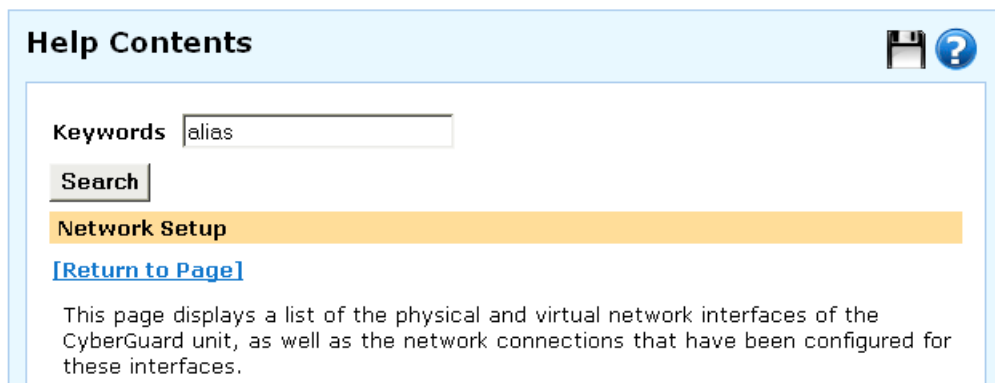 Help Contents
Keywords alias
Search
Network Setup
[Return to Page]
This page displays a list of the physical and virtual network interfaces of the
CyberGuard unit, as well as the network connections that have been configured for
these interfaces.